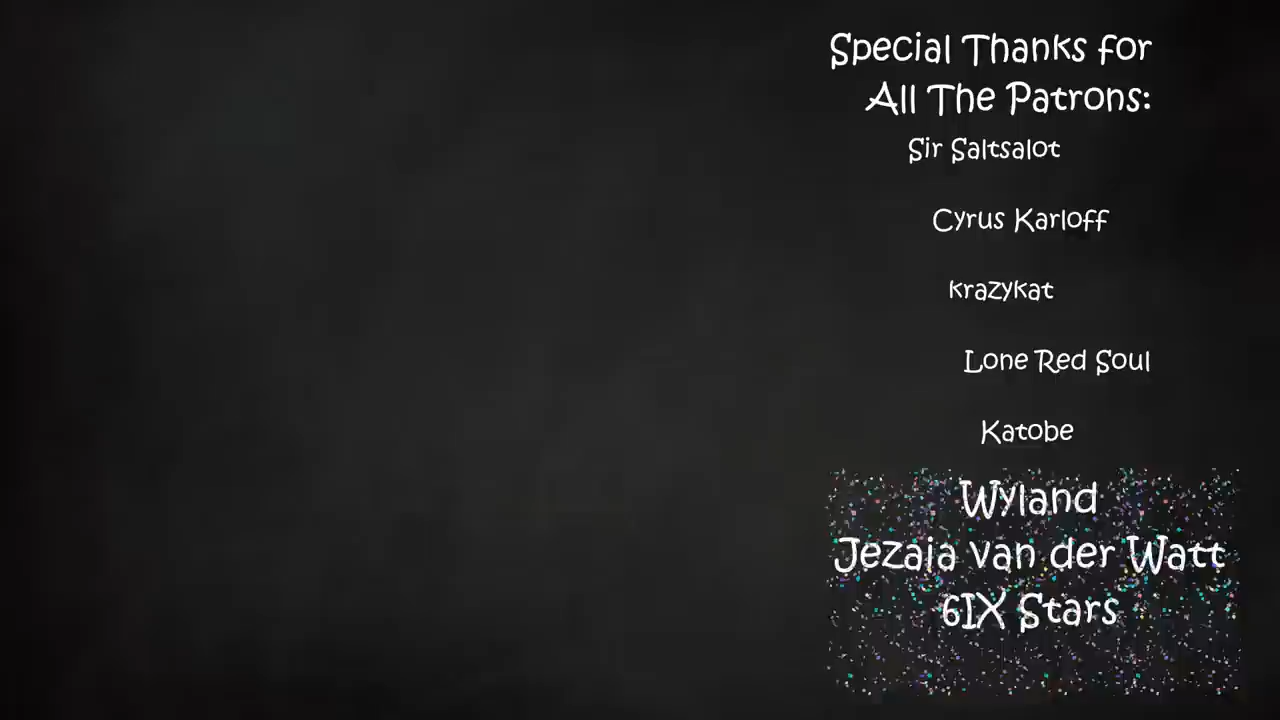 Special Thanks for
All The Patrons:
Sir Saltsalot
Cyrus Karloff
krazykat
Lone Red Soul
Katobe
Wyland
Jezaia van der Watt
6IX Stars